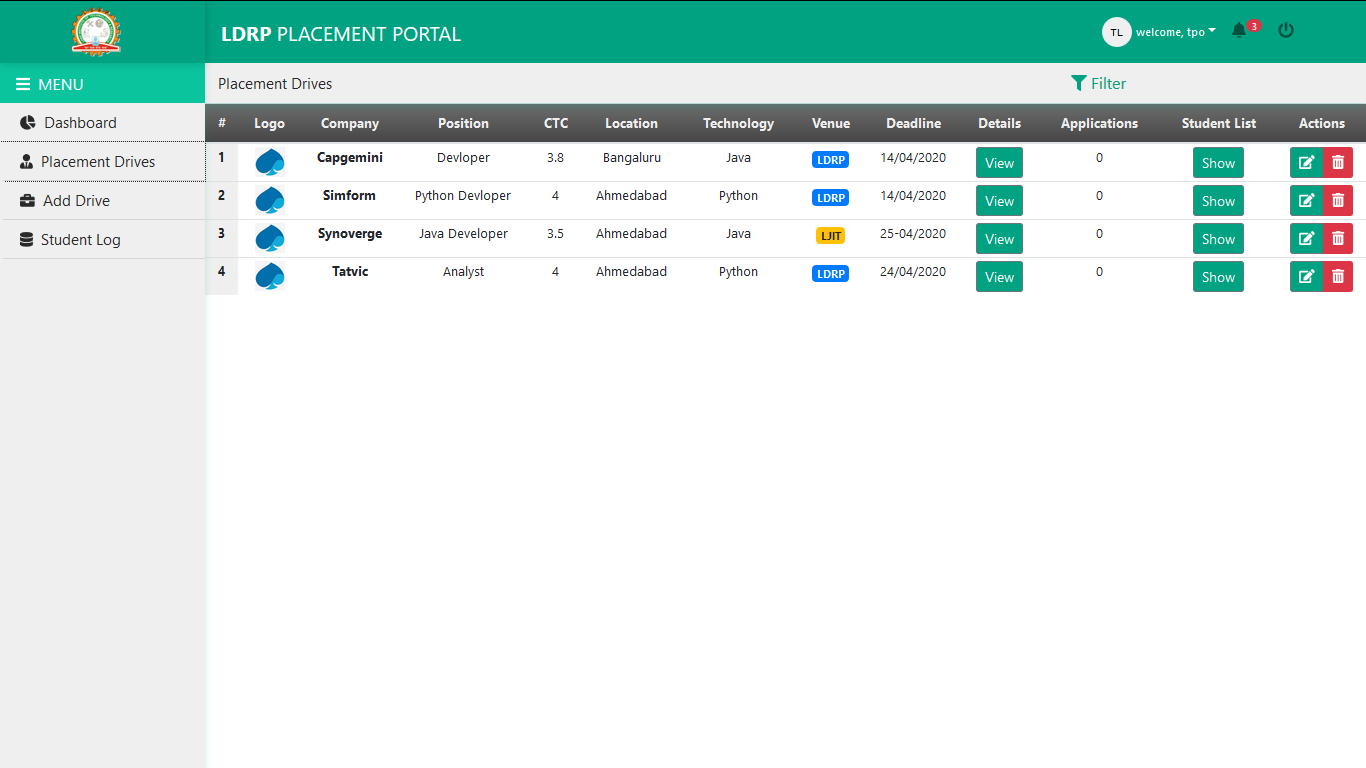 LDRP PLACEMENT PORTAL
TL welcome, tpo 3
MENU
Placement Drives
Filter
Dashboard
Placement Drives
Add Drive
Student Log
# Logo Company Position CTC Location Technology Venue Deadline Details Applications Student List Actions
1 Capgemini Devloper 3.8 Bangaluru Java LDRP 14/04/2020 View 0 Show
2 Simform Python Devloper 4 Ahmedabad Python LDRP 14/04/2020 View 0 Show
3 Synoverge Java Developer 3.5 Ahmedabad Java LJIT 25-04/2020 View 0 Show
4 Tatvic Analyst 4 Ahmedabad Python LDRP 24/04/2020 View 0 Show